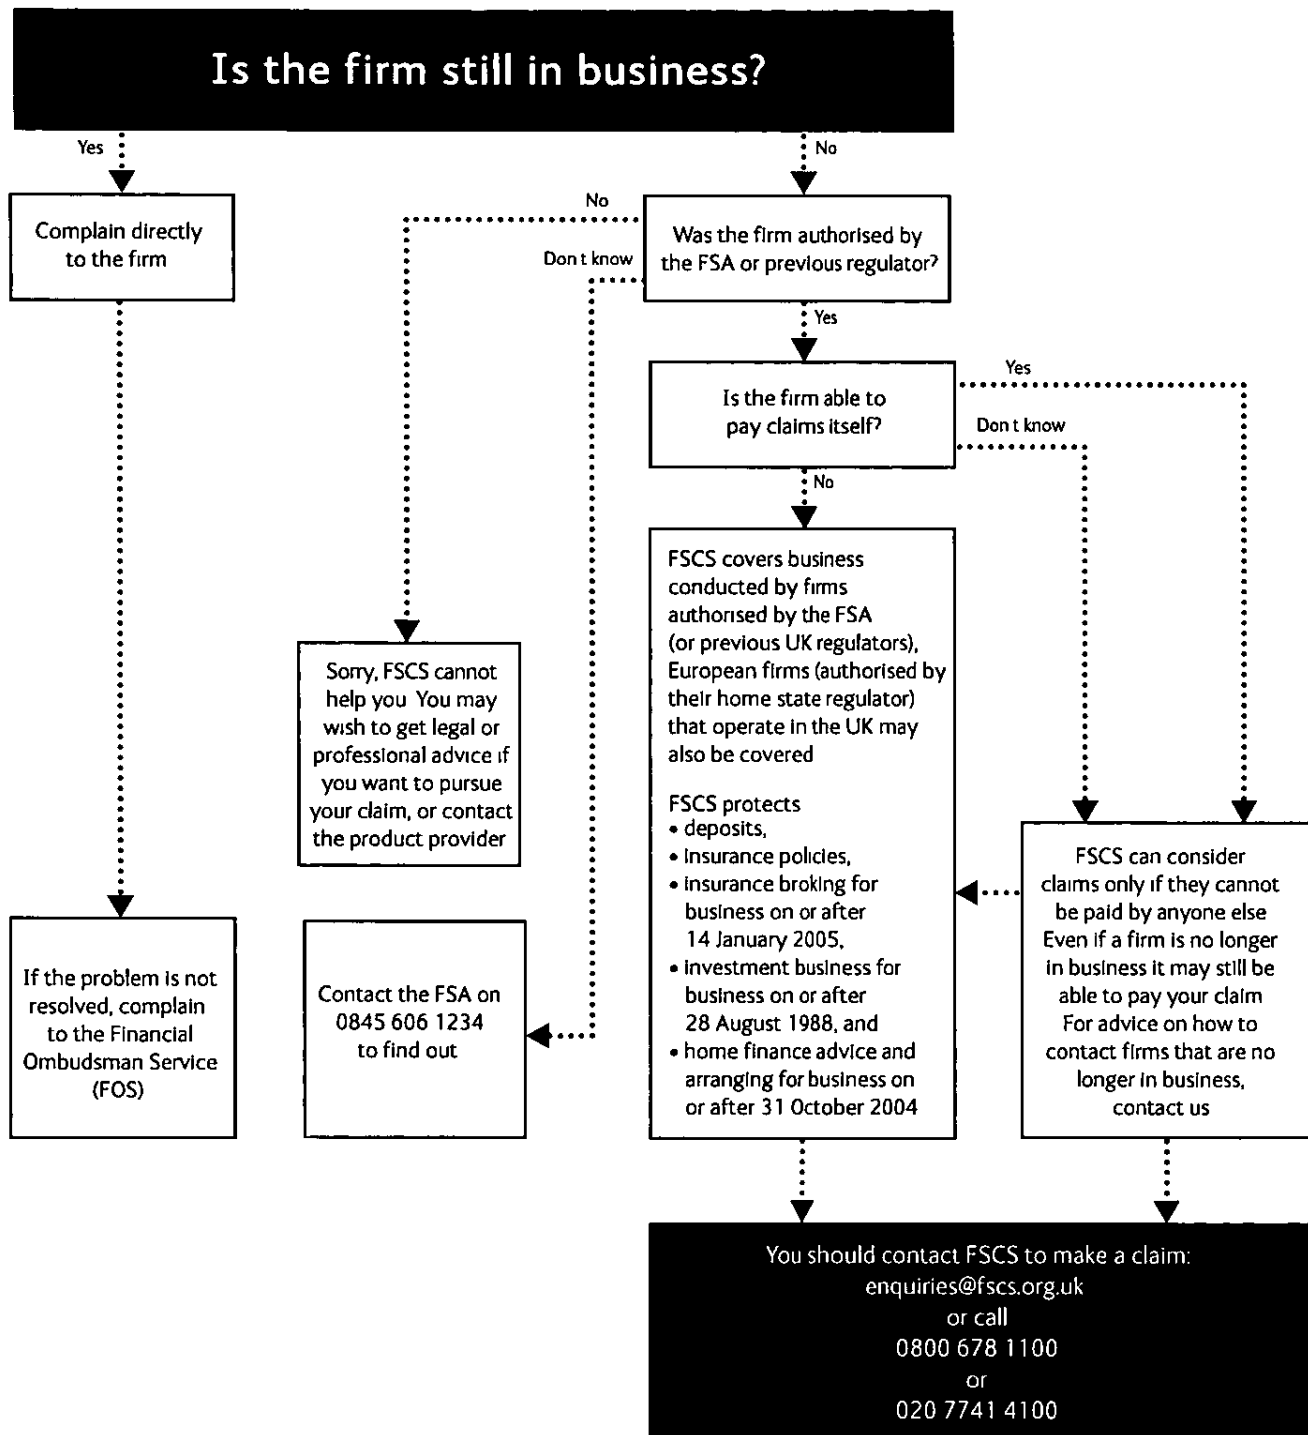 Is the firm still in business?
Yes
No
Complain directly
to the firm
No
Don t know
Was the firm authorised by
the FSA or previous regulator?
Yes
Is the firm able to
pay claims itself?
Yes
Don t know
No
FSCS covers business
conducted by firms
authorised by the FSA
(or previous UK regulators),
European firms (authorised by
their home state regulator)
that operate in the UK may
also be covered
FSCS protects
• deposits,
• insurance policies,
• insurance broking for
business on or after
14 January 2005,
• investment business for
business on or after
28 August 1988, and
• home finance advice and
arranging for business on
or after 31 October 2004
Sorry, FSCS cannot
help you You may
wish to get legal or
professional advice if
you want to pursue
your claim, or contact
the product provider
FSCS can consider
claims only if they cannot
be paid by anyone else
Even if a firm is no longer
in business it may still be
able to pay your claim
For advice on how to
contact firms that are no
longer in business,
contact us
If the problem is not
resolved, complain
to the Financial
Ombudsman Service
(FOS)
Contact the FSA on
0845 606 1234
to find out
You should contact FSCS to make a claim:
enquiries@fscs.org.uk
or call
0800 678 1100
or
020 7741 4100